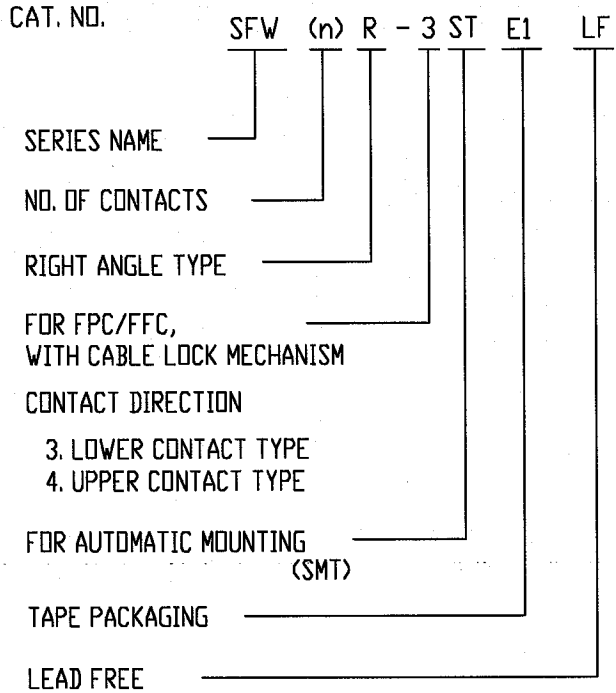 CAT. NO. SFW (n) R - 3 ST E1 LF
SERIES NAME
NO. OF CONTACTS
RIGHT ANGLE TYPE
FOR FPC/FFC,
WITH CABLE LOCK MECHANISM
CONTACT DIRECTION
3. LOWER CONTACT TYPE
4. UPPER CONTACT TYPE
FOR AUTOMATIC MOUNTING
(SMT)
TAPE PACKAGING
LEAD FREE